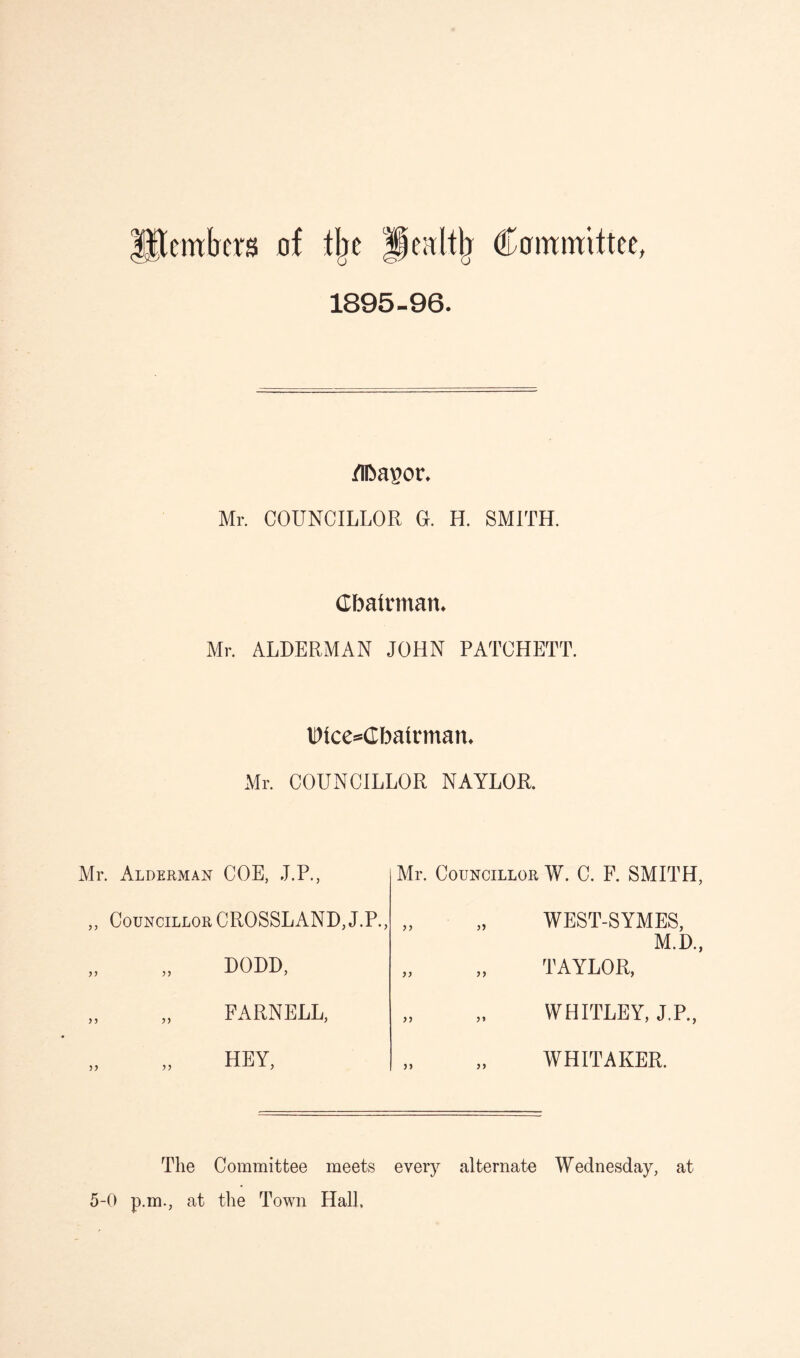 Members of the Health Committee,
1895-96.
Mayor.
Mr. COUNCILLOR G. H. SMITH.
Chairman.
Mr. ALDERMAN JOHN PATCHETT.
Vice-Chairman.
Mr. COUNCILLOR NAYLOR.
Mr. ALDERMAN COE, J.P.,
„ COUNCILLOR CROSSLAND, J.P.,
„ „ DODD,
„ „ FARNELL,
„ „ HEY,
Mr. COUNCILLOR W. C. F. SMITH,
„ „ WEST-SYMES,
M.D.,
„ „ TAYLOR,
„ „ WHITLEY, J.P.,
„ „ WHITAKER.
The Committee meets every alternate Wednesday, at
5-0 p.m., at the Town Hall.